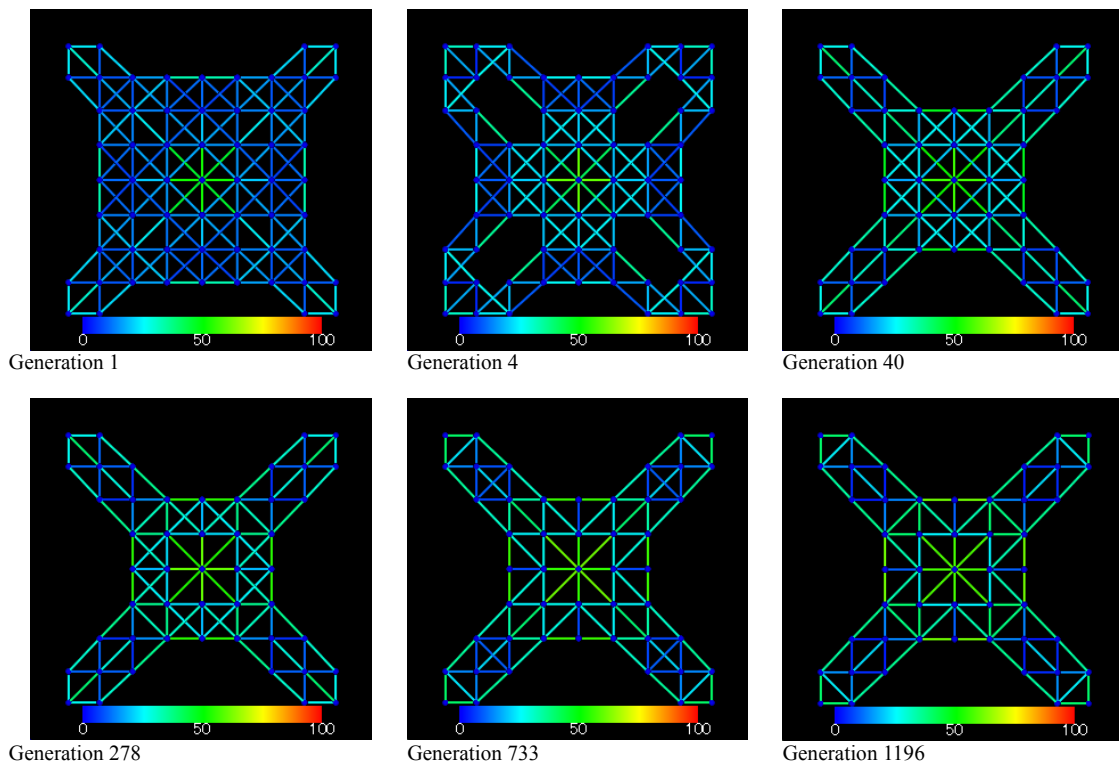 0 50 100
Generation 1
0 50 100
Generation 4
0 50 100
Generation 40
0 50 100
Generation 278
0 50 100
Generation 733
0 50 100
Generation 1196